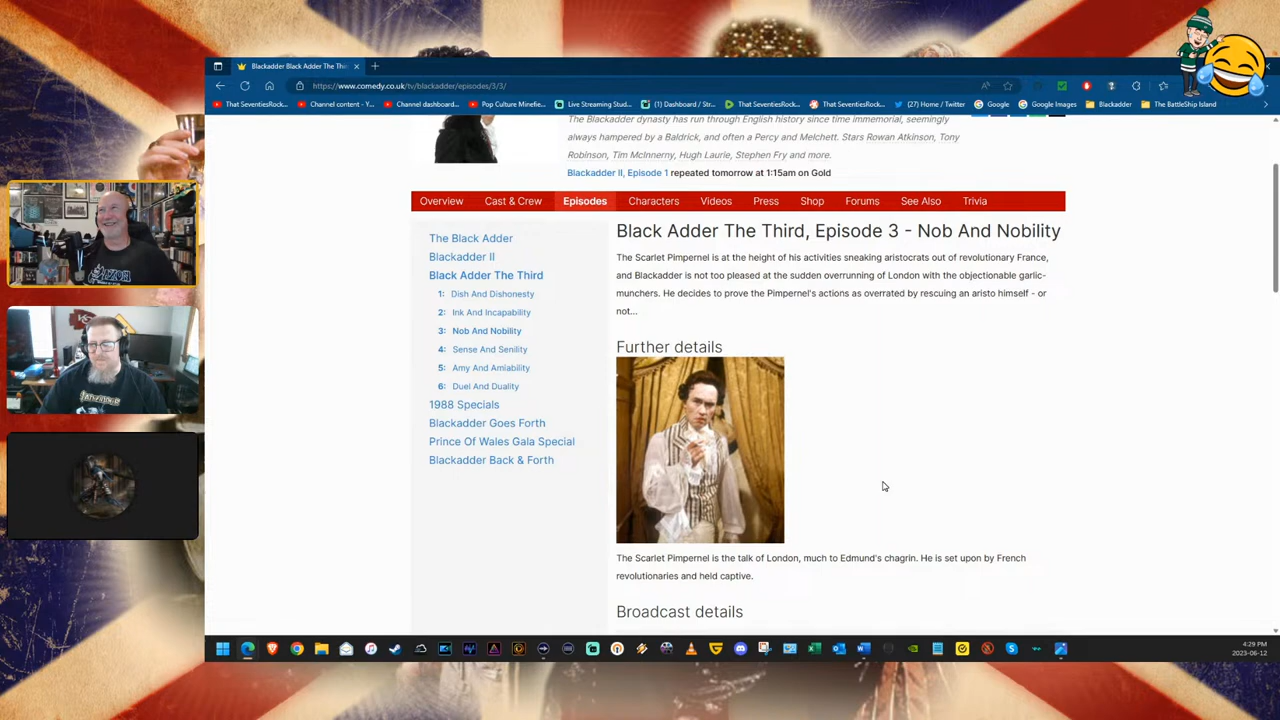 Blackadder Black Adder The Thir
https://www.comedy.co.uk/tv/blackadder/episodes/3/3/
That SeventiesRock... Content creation - Y... Channel dashboard... Pop Culture Minefie... Live Streaming Stud... (1) Dashboard / Str... That SeventiesRock... That SeventiesRock... (27) Home / Twitter Google Google Images Blackadder The BattleShip Island
The Blackadder dynasty has run through English history since time immemorial, seemingly
always hampered by a Baldrick, and often a Percy and Melchett. Stars Rowan Atkinson, Tony
Robinson, Tim McInnerny, Hugh Laurie, Stephen Fry and more.
Blackadder II, Episode 1 repeated tomorrow at 1:15am on Gold
Overview Cast & Crew Episodes Characters Videos Press Shop Forums See Also Trivia
The Black Adder
Blackadder II
Black Adder The Third
1: Dish And Dishonesty
2: Ink And Incapability
3: Nob And Nobility
4: Sense And Senility
5: Amy And Amiability
6: Duel And Duality
1988 Specials
Blackadder Goes Forth
Prince Of Wales Gala Special
Blackadder Back & Forth
Black Adder The Third, Episode 3 - Nob And Nobility
The Scarlet Pimpernel is at the height of his activities sneaking aristocrats out of revolutionary France,
and Blackadder is not too pleased at the sudden overrunning of London with the objectionable garlic-
munchers. He decides to prove the Pimpernel's actions as overrated by rescuing an aristo himself - or
not...
Further details
The Scarlet Pimpernel is the talk of London, much to Edmund's chagrin. He is set upon by French
revolutionaries and held captive.
Broadcast details
4:29 PM
2023-06-12